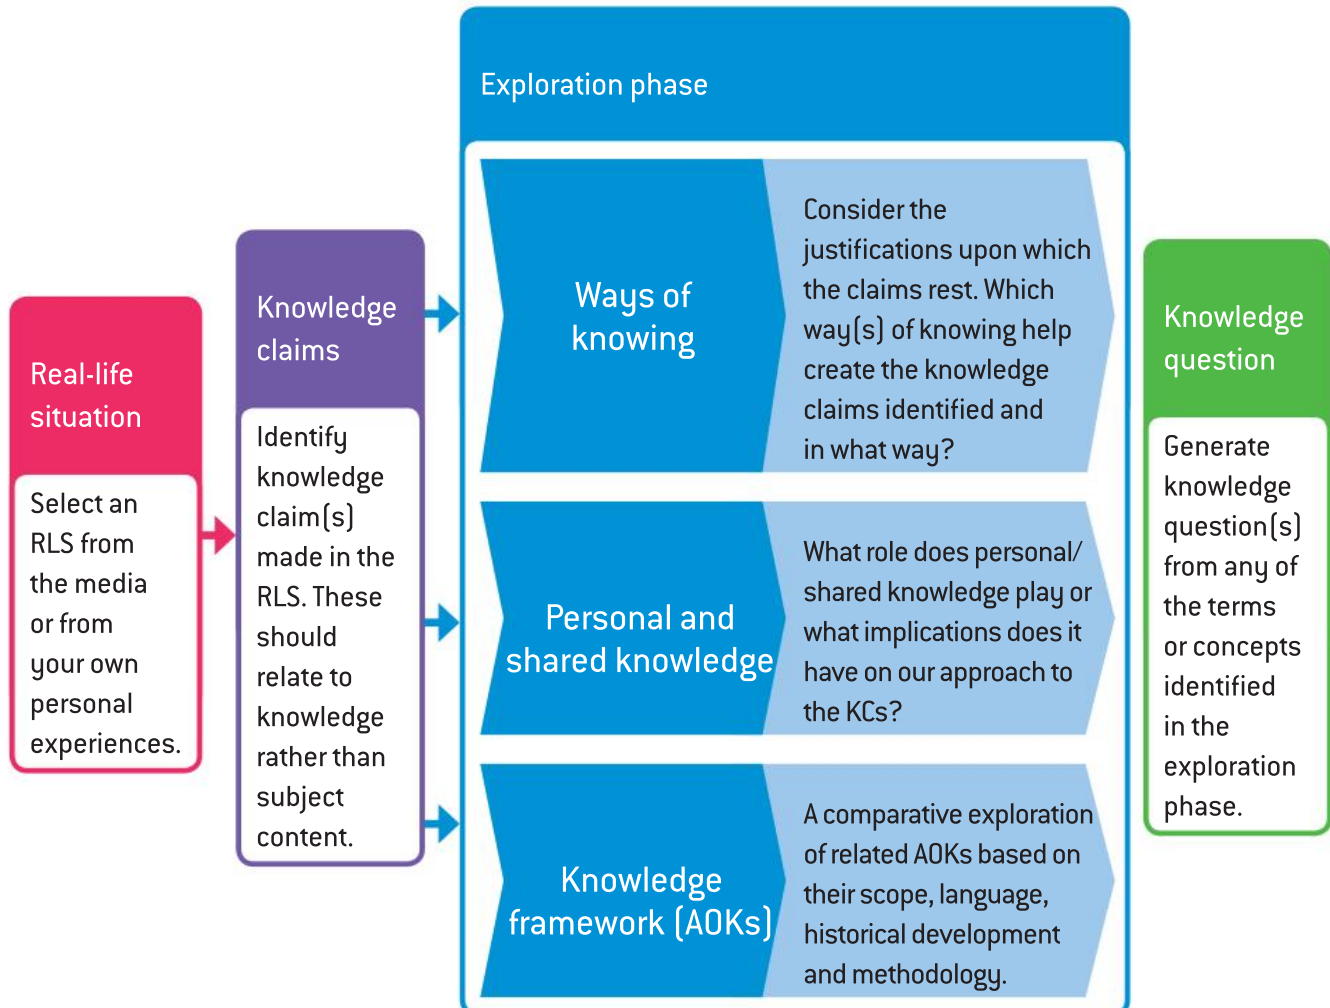 Real-life
situation
Select an
RLS from
the media
or from
your own
personal
experiences.
Knowledge
claims
Identify
knowledge
claim(s)
made in the
RLS. These
should
relate to
knowledge
rather than
subject
content.
Exploration phase
Ways of
knowing
Consider the
justifications upon which
the claims rest. Which
way(s) of knowing help
create the knowledge
claims identified and
in what way?
Personal and
shared knowledge
What role does personal/
shared knowledge play or
what implications does it
have on our approach to
the KCs?
Knowledge
framework (AOKs)
A comparative exploration
of related AOKs based on
their scope, language,
historical development
and methodology.
Knowledge
question
Generate
knowledge
question(s)
from any of
the terms
or concepts
identified
in the
exploration
phase.